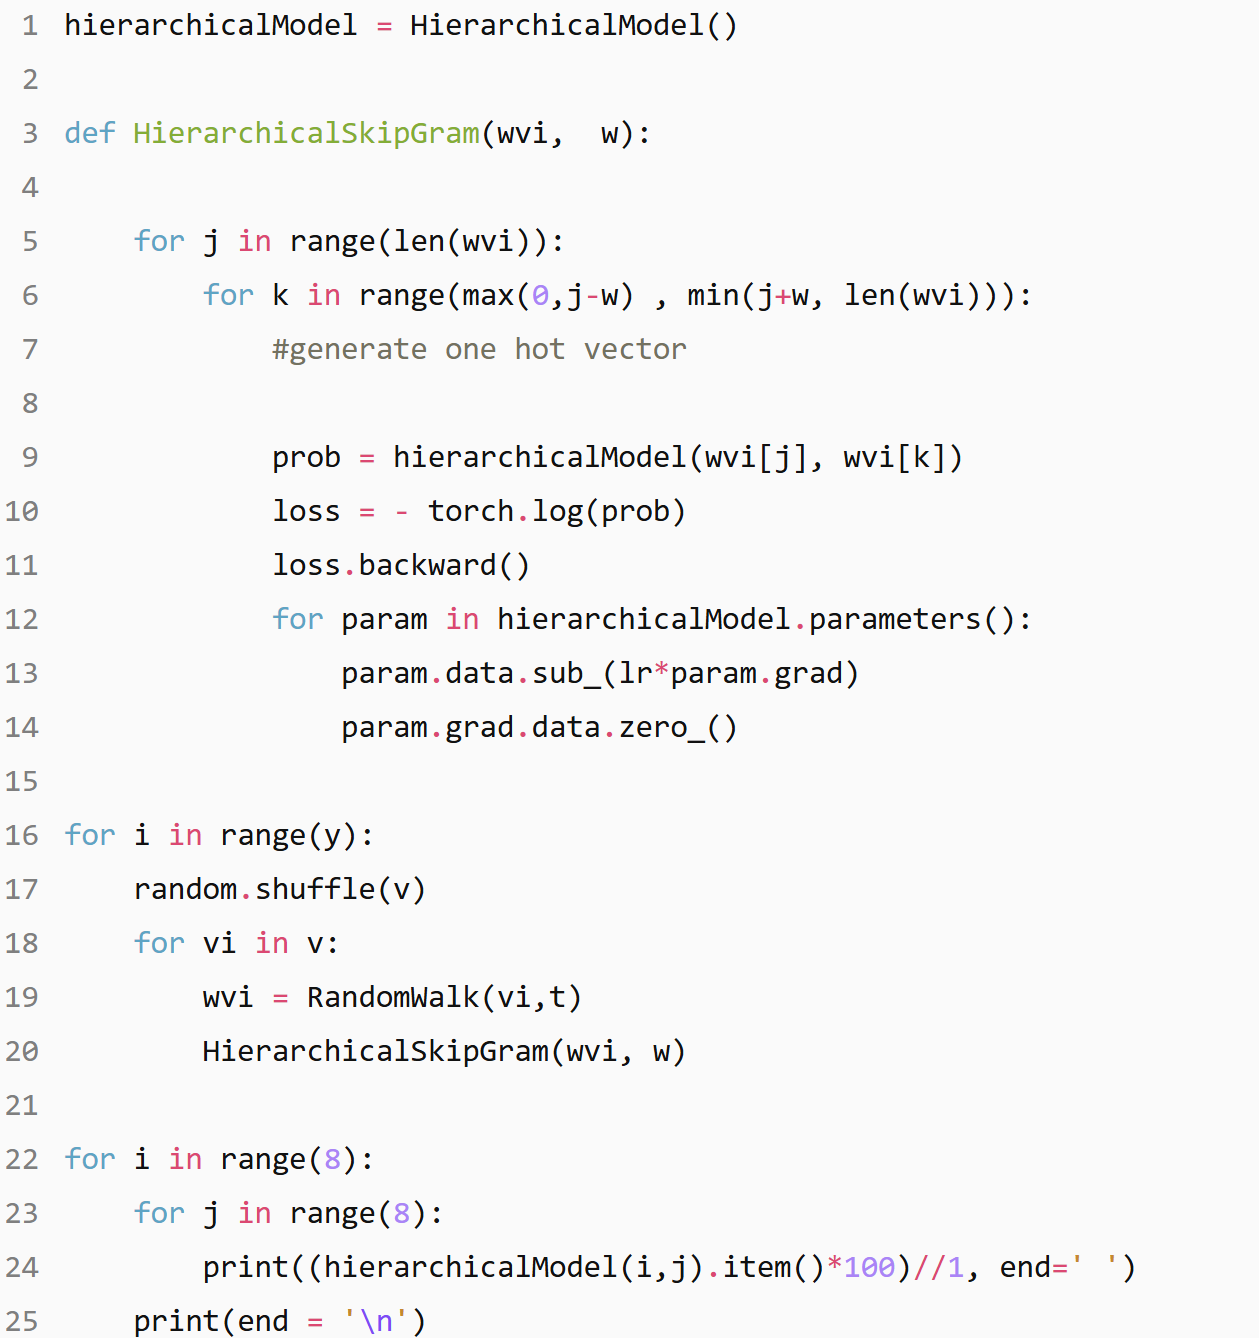 1 hierarchicalModel = HierarchicalModel()
2
3 def HierarchicalSkipGram(wvi,  w):
4
5     for j in range(len(wvi)):
6         for k in range(max(0,j-w) , min(j+w, len(wvi))):
7             #generate one hot vector
8
9             prob = hierarchicalModel(wvi[j], wvi[k])
10             loss = - torch.log(prob)
11             loss.backward()
12             for param in hierarchicalModel.parameters():
13                 param.data.sub_(lr*param.grad)
14                 param.grad.data.zero_()
15
16 for i in range(y):
17     random.shuffle(v)
18     for vi in v:
19         wvi = RandomWalk(vi,t)
20         HierarchicalSkipGram(wvi, w)
21
22 for i in range(8):
23     for j in range(8):
24         print((hierarchicalModel(i,j).item()*100)//1, end=' ')
25     print(end = '\n')